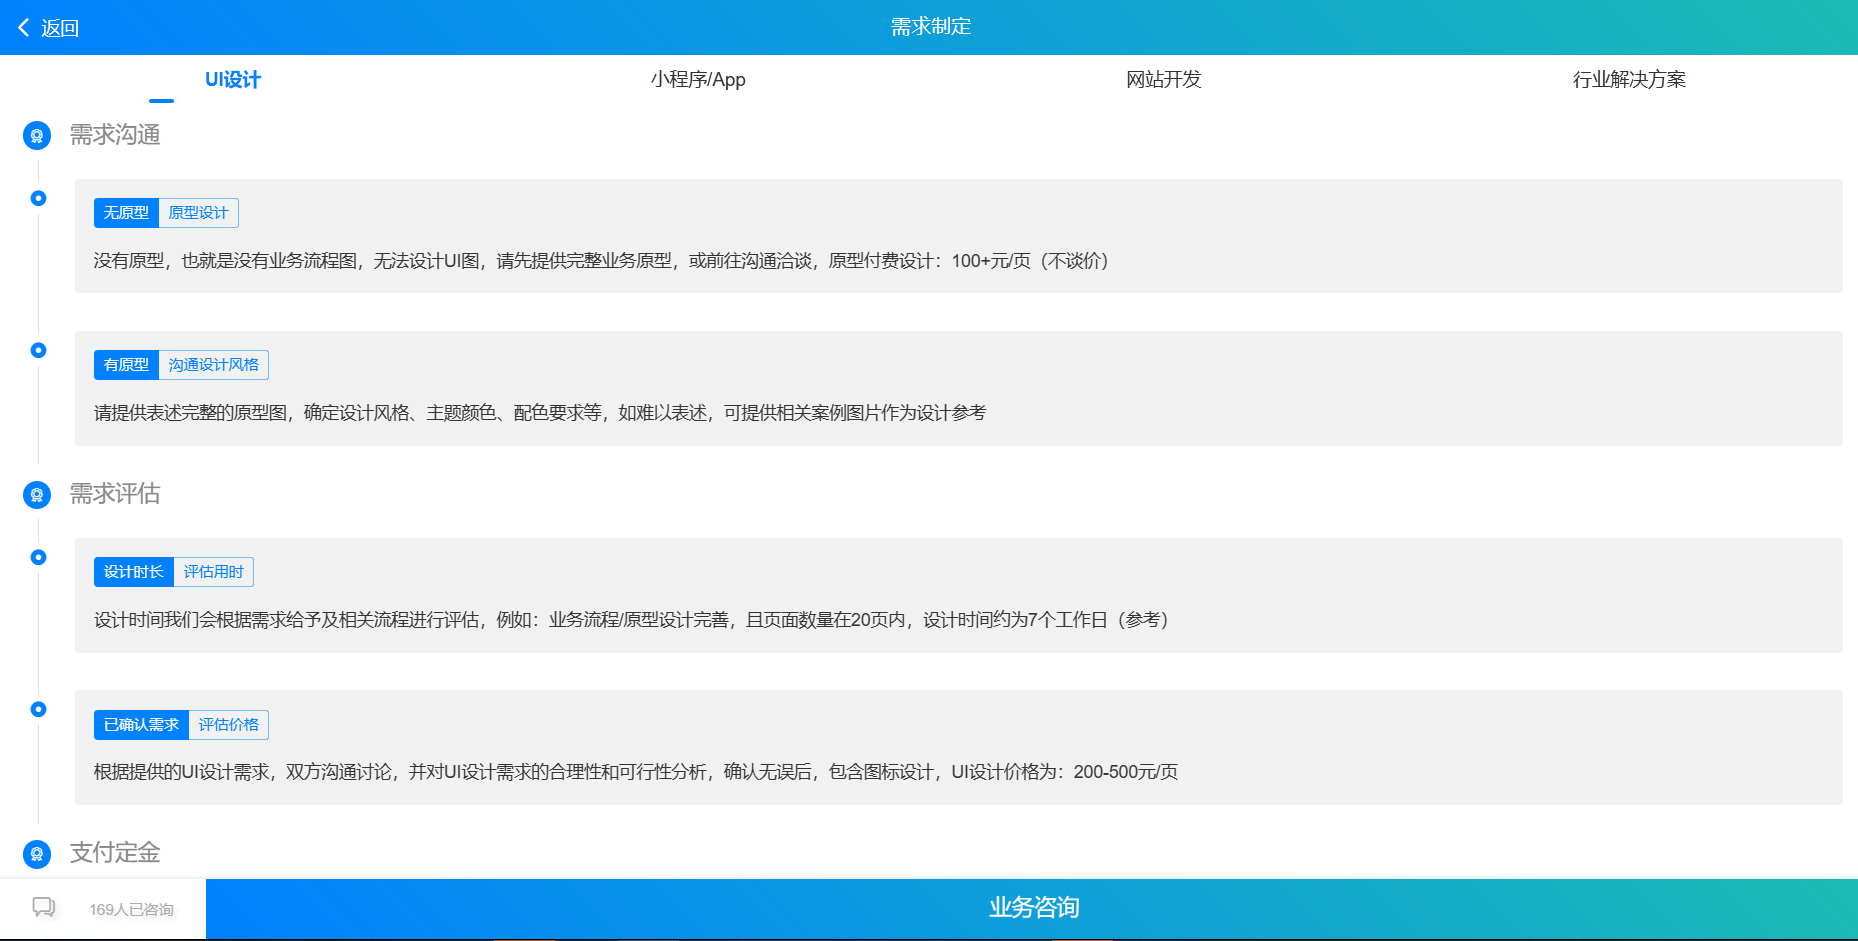 返回
需求制定
UI设计
小程序/App
网站开发
行业解决方案
需求沟通
无原型 原型设计
没有原型，也就是没有业务流程图，无法设计UI图，请先提供完整业务原型，或前往沟通洽谈，原型付费设计：100+元/页（不谈价）
有原型 沟通设计风格
请提供表述完整的原型图，确定设计风格、主题颜色、配色要求等，如难以表述，可提供相关案例图片作为设计参考
需求评估
设计时长 评估用时
设计时间我们会根据需求给予及相关流程进行评估，例如：业务流程/原型设计完善，且页面数量在20页内，设计时间约为7个工作日（参考）
已确认需求 评估价格
根据提供的UI设计需求，双方沟通讨论，并对UI设计需求的合理性和可行性分析，确认无误后，包含图标设计，UI设计价格为：200-500元/页
支付定金
169人已咨询
业务咨询